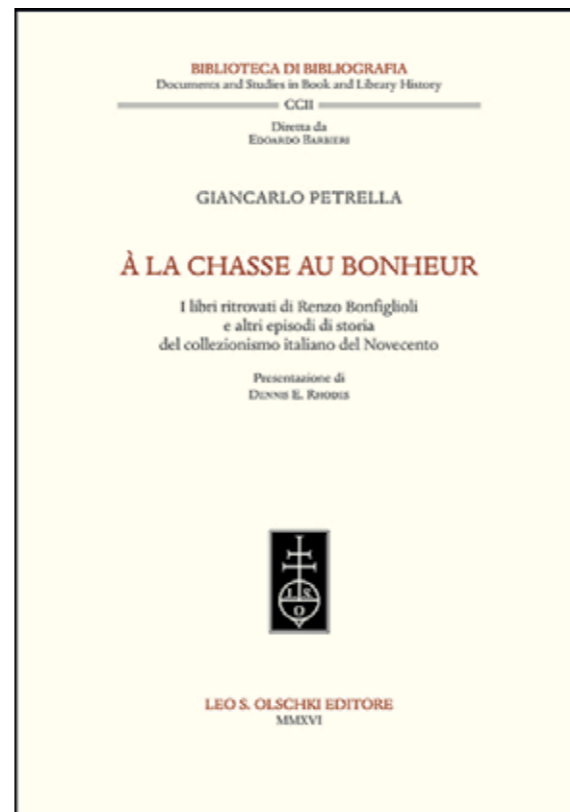 BIBLIOTECA DI BIBLIOGRAFIA
Documents and Studies in Book and Library History
CCII
Diretta da
EDOARDO BARBIERI
GIANCARLO PETRELLA
À LA CHASSE AU BONHEUR
I libri ritrovati di Renzo Bonfiglioli
e altri episodi di storia
del collezionismo italiano del Novecento
Presentazione di
DENNIS E. RHODES
L S
O
LEO S. OLSCHKI EDITORE
MMXVI